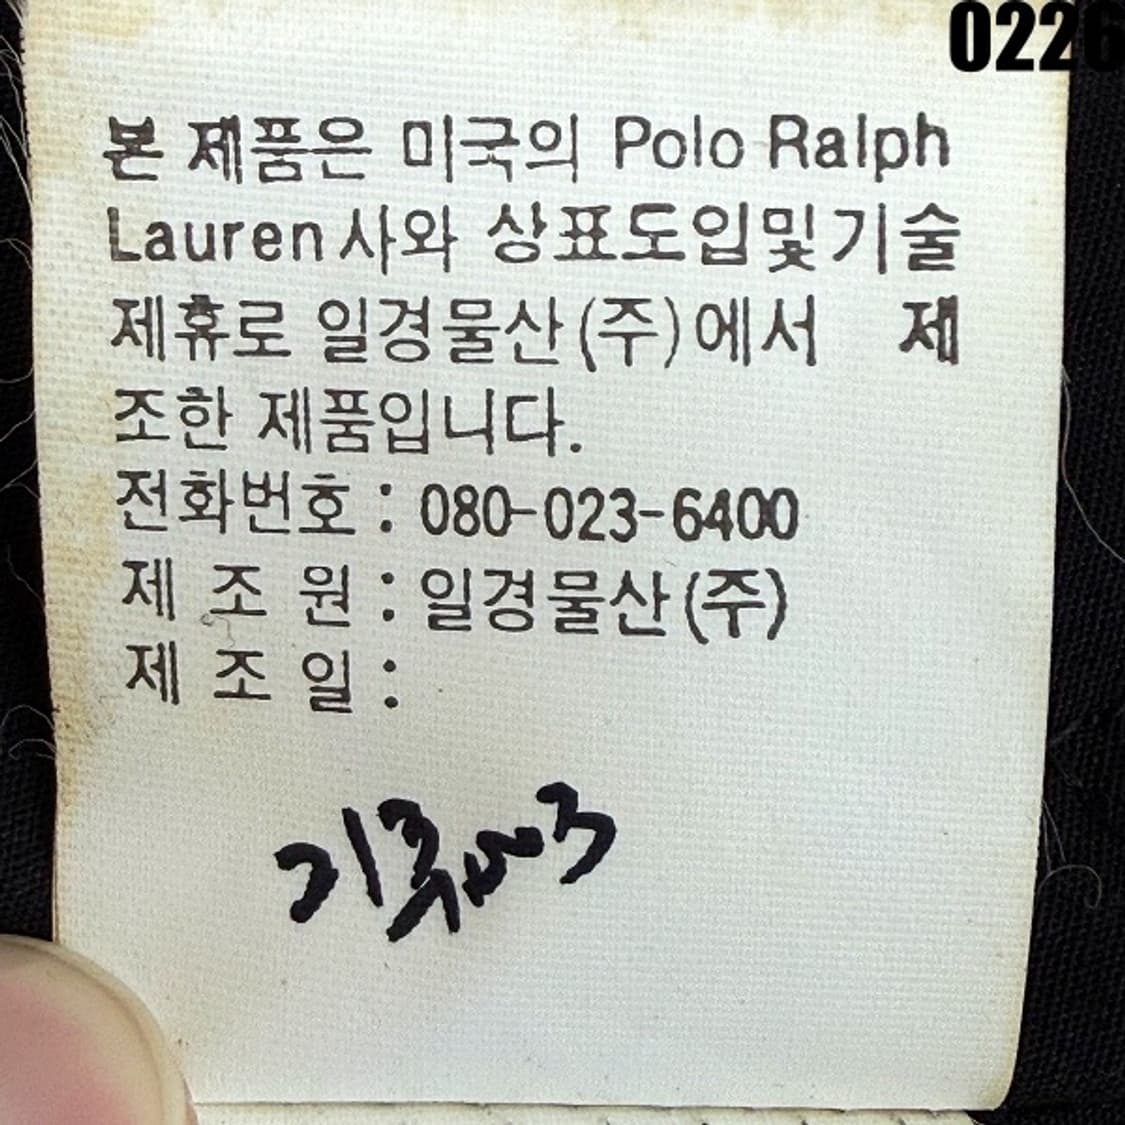 0226
본 제품은 미국의 Polo Ralph
Lauren사와 상표도입및기술
제휴로 일경물산(주)에서 제
조한 제품입니다.
전화번호 : 080-023-6400
제 조 원 : 일경물산(주)
제 조 일 :